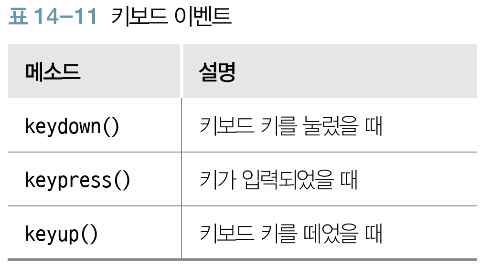 표 14-11 키보드 이벤트
메소드 설명
keydown() 키보드 키를 눌렀을 때
keypress() 키가 입력되었을 때
keyup() 키보드 키를 떼었을 때